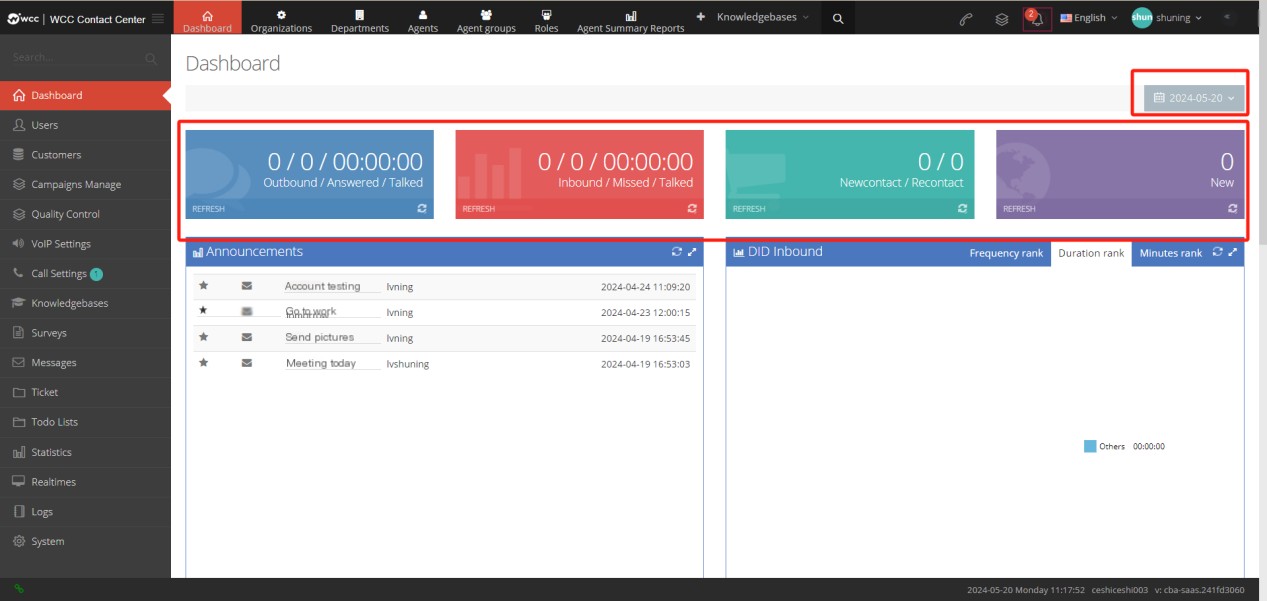 wcc | WCC Contact Center
Dashboard
Organizations
Departments
Agents
Agent groups
Roles
Agent Summary Reports
Knowledgebases
2
English
shun shuning
Search...
Dashboard
Users
Customers
Campaigns Manage
Quality Control
VoIP Settings
Call Settings 1
Knowledgebases
Surveys
Messages
Ticket
Todo Lists
Statistics
Realtimes
Logs
System
Dashboard
2024-05-20
0 / 0 / 00:00:00
Outbound / Answered / Talked
REFRESH
0 / 0 / 00:00:00
Inbound / Missed / Talked
REFRESH
0 / 0
Newcontact / Recontact
REFRESH
0
New
REFRESH
Announcements
Account testing lvning 2024-04-24 11:09:20
Go to work tomorrow lvning 2024-04-23 12:00:15
Send pictures lvning 2024-04-19 16:53:45
Meeting today lvshuning 2024-04-19 16:53:03
DID Inbound
Frequency rank Duration rank Minutes rank
Others 00:00:00
2024-05-20 Monday 11:17:52 ceshiceshi003 v: cba-saas.241fd3060